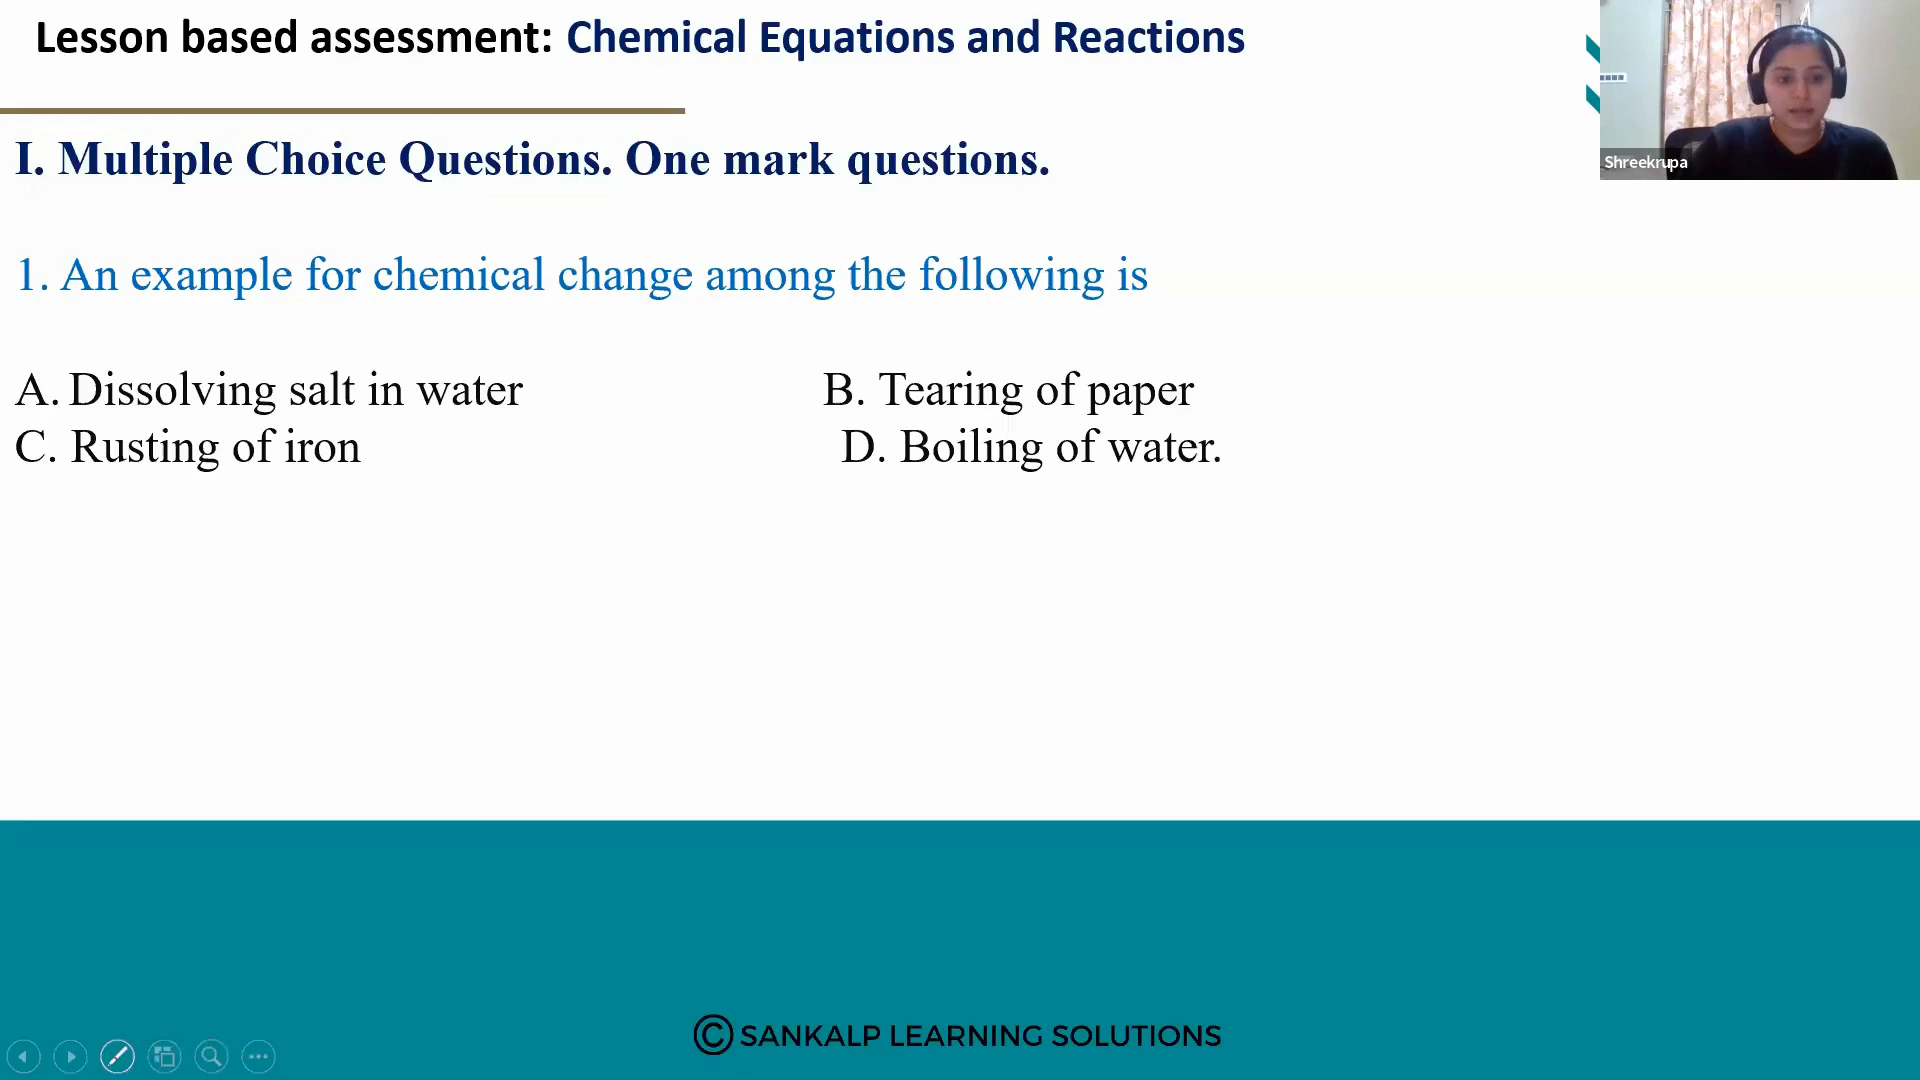 Lesson based assessment: Chemical Equations and Reactions
Shreekrupa
I. Multiple Choice Questions. One mark questions.
1. An example for chemical change among the following is
A. Dissolving salt in water B. Tearing of paper
C. Rusting of iron D. Boiling of water.
© SANKALP LEARNING SOLUTIONS